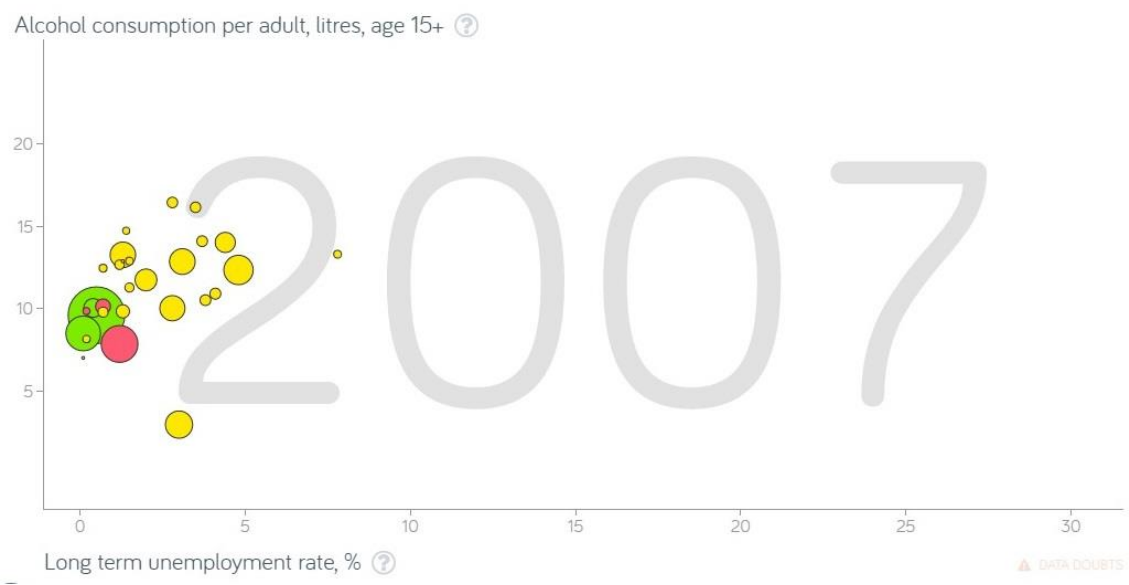 Alcohol consumption per adult, litres, age 15+ ?
2007
20
15
10
5
0 5 10 15 20 25 30
Long term unemployment rate, % ?
DATA DOUBTS